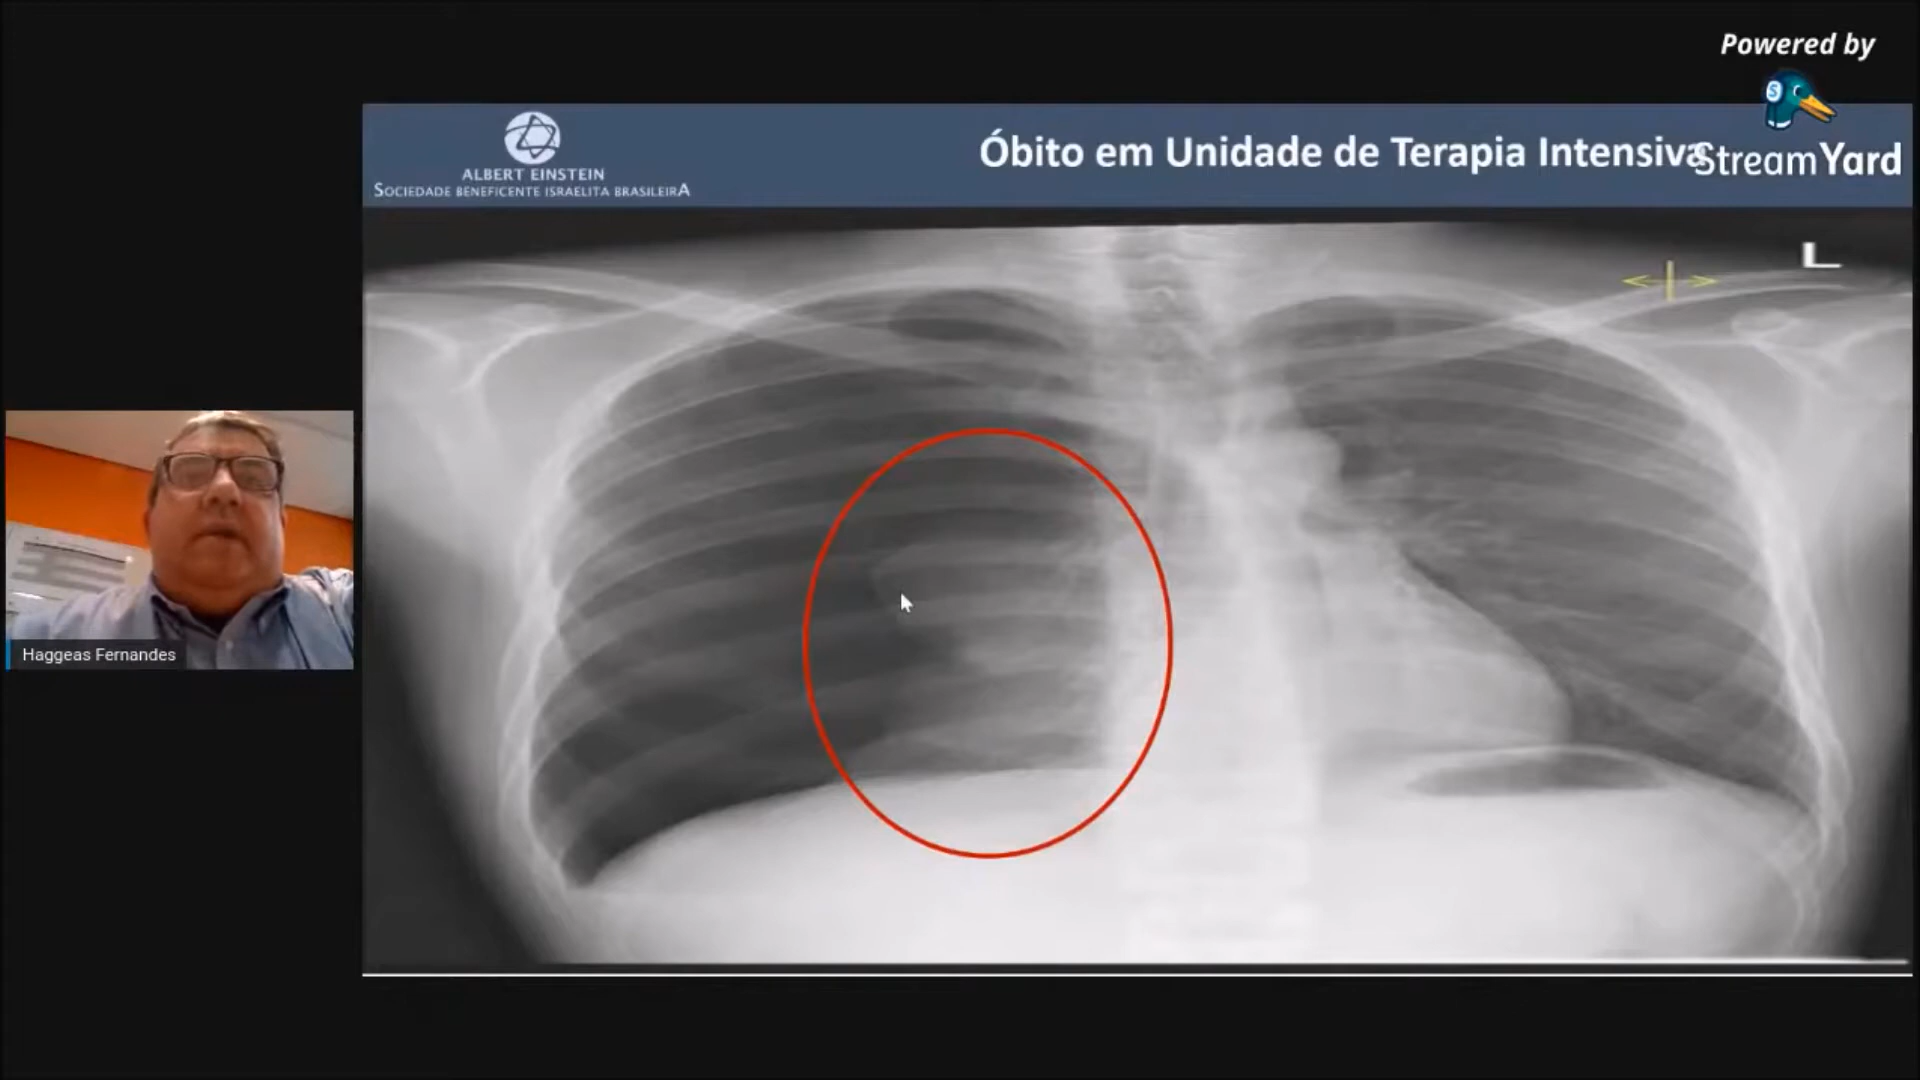 Powered by
StreamYard
ALBERT EINSTEIN
SOCIEDADE BENEFICENTE ISRAELITA BRASILEIRA
Óbito em Unidade de Terapia Intensiva
L
Haggeas Fernandes